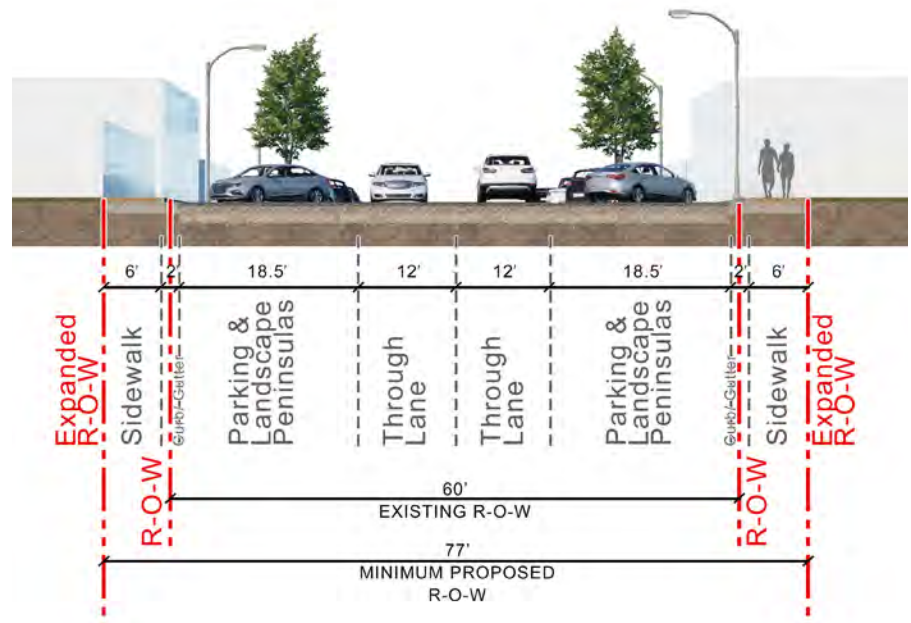 6' 2' 18.5' 12' 12' 18.5' 2' 6'
Expanded
R-O-W
Sidewalk
R-O-W
Curb/ Gutter
Parking &
Landscape
Peninsulas
Through
Lane
Through
Lane
Parking &
Landscape
Peninsulas
Curb/ Gutter
R-O-W
Sidewalk
Expanded
R-O-W
60'
EXISTING R-O-W
77'
MINIMUM PROPOSED
R-O-W